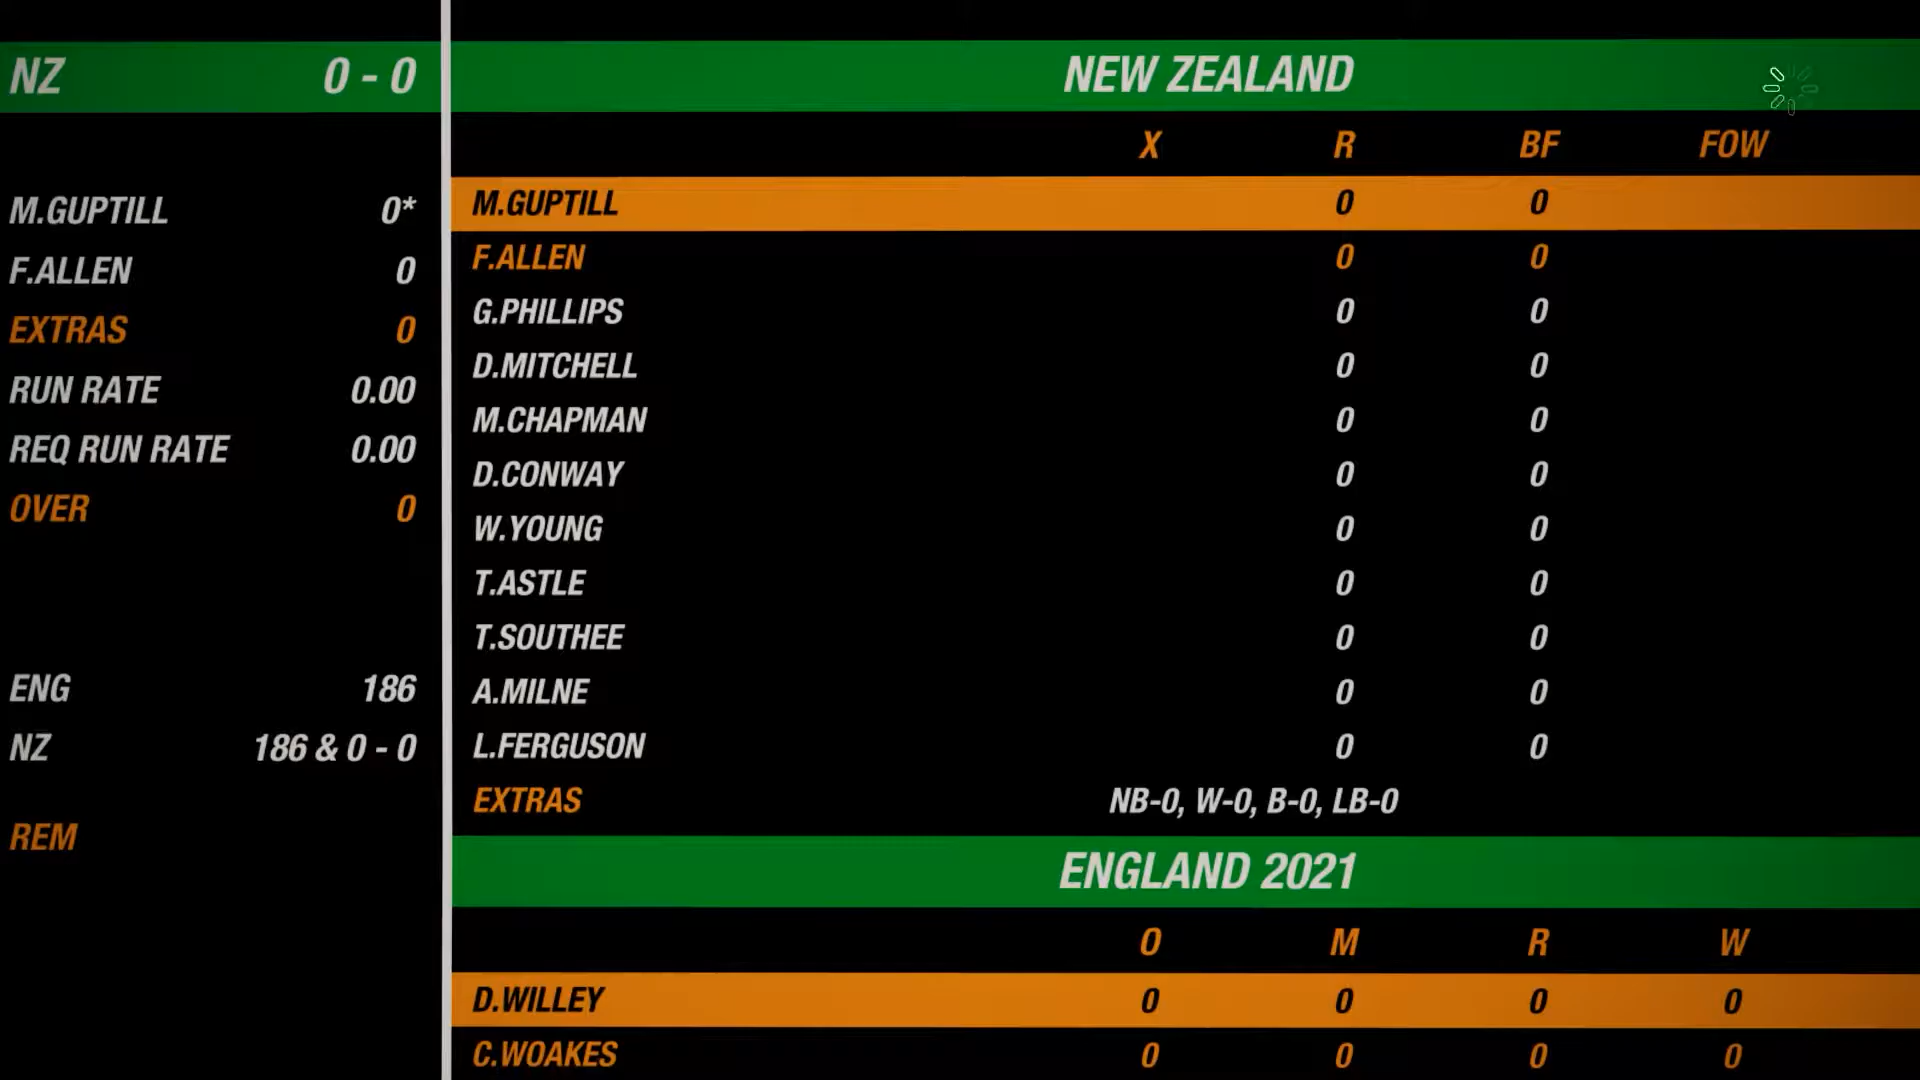 NZ 0 - 0
M.GUPTILL 0*
F.ALLEN 0
EXTRAS 0
RUN RATE 0.00
REQ RUN RATE 0.00
OVER 0
ENG 186
NZ 186 & 0 - 0
REM
NEW ZEALAND
X R BF FOW
M.GUPTILL 0 0
F.ALLEN 0 0
G.PHILLIPS 0 0
D.MITCHELL 0 0
M.CHAPMAN 0 0
D.CONWAY 0 0
W.YOUNG 0 0
T.ASTLE 0 0
T.SOUTHEE 0 0
A.MILNE 0 0
L.FERGUSON 0 0
EXTRAS NB-0, W-0, B-0, LB-0
ENGLAND 2021
O M R W
D.WILLEY 0 0 0 0
C.WOAKES 0 0 0 0